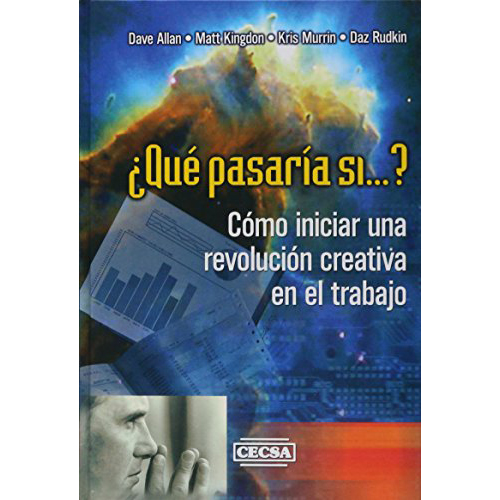 Dave Allan • Matt Kingdon • Kris Murrin • Daz Rudkin
¿Qué pasaría si...?
Cómo iniciar una
revolución creativa
en el trabajo
CECSA